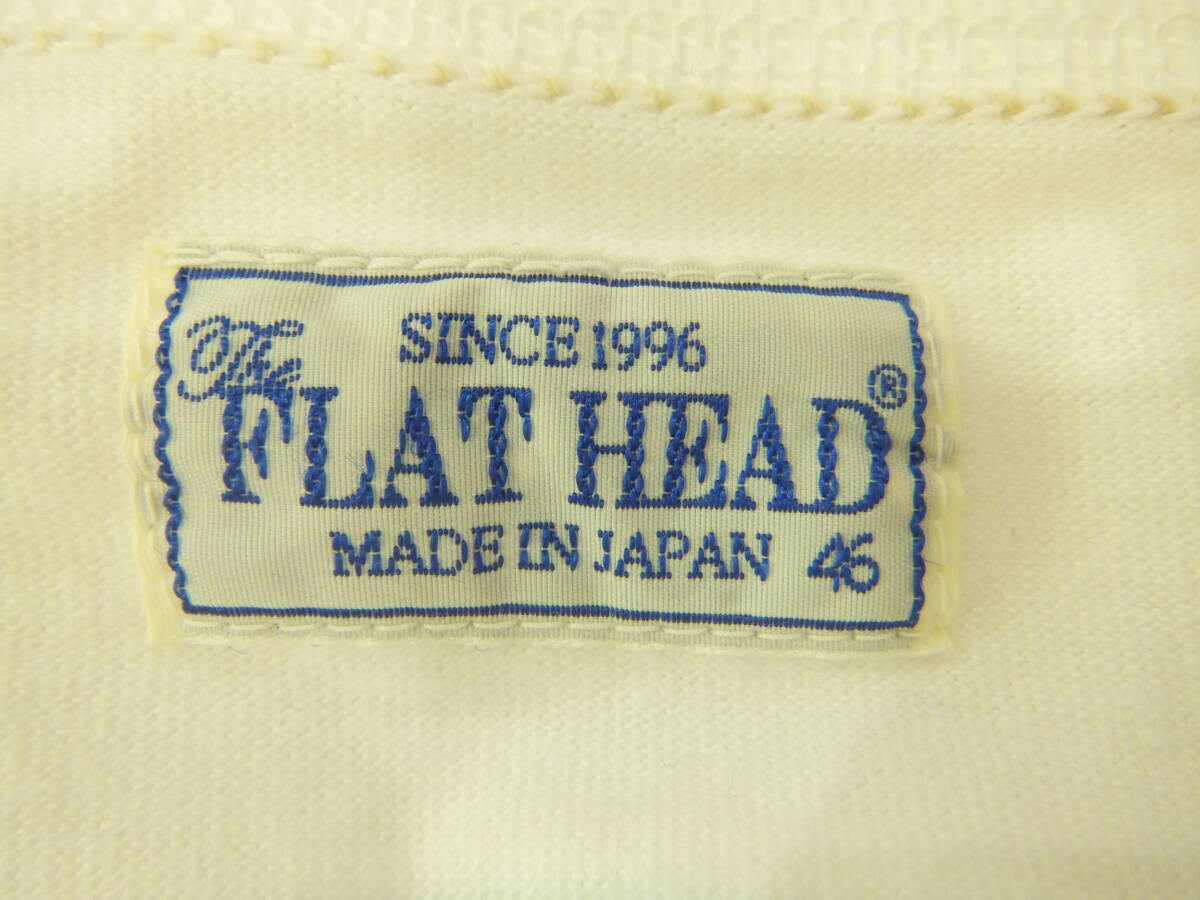 SINCE 1996
The
FLAT HEAD®
MADE IN JAPAN 46